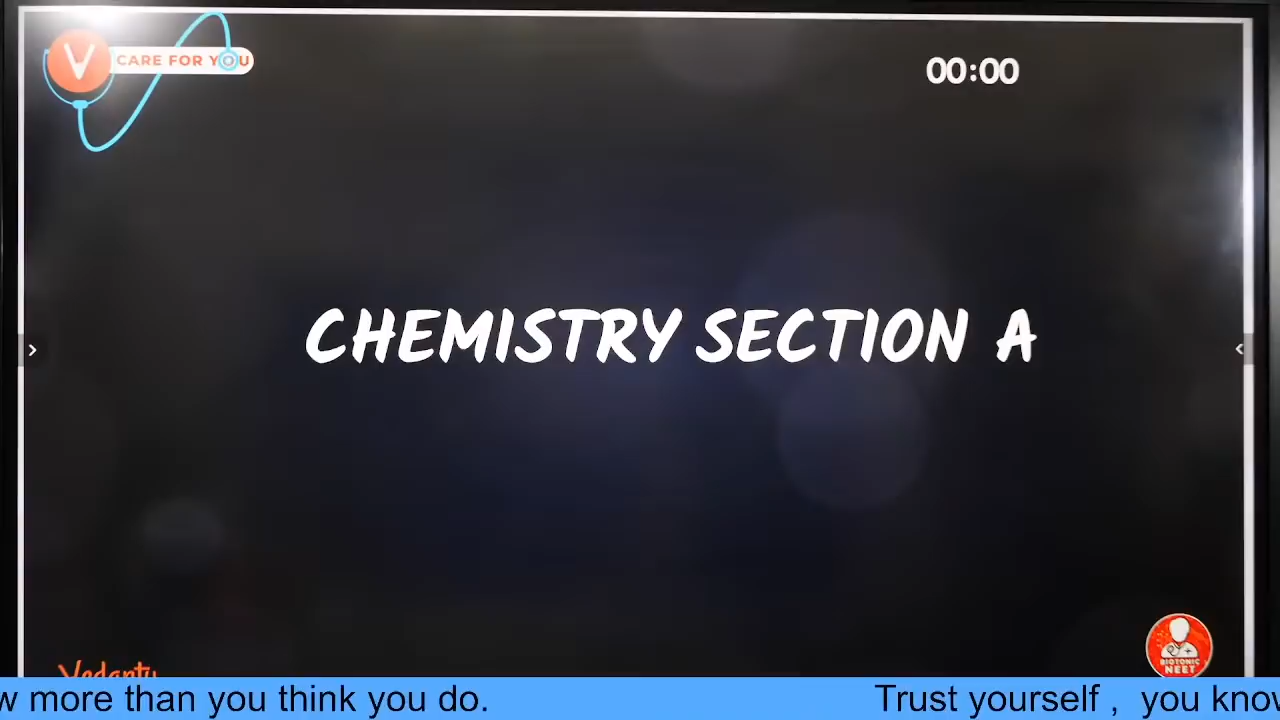 V CARE FOR YOU
00:00
CHEMISTRY SECTION A
BIOTONIC
NEET
w more than you think you do. Trust yourself , you know